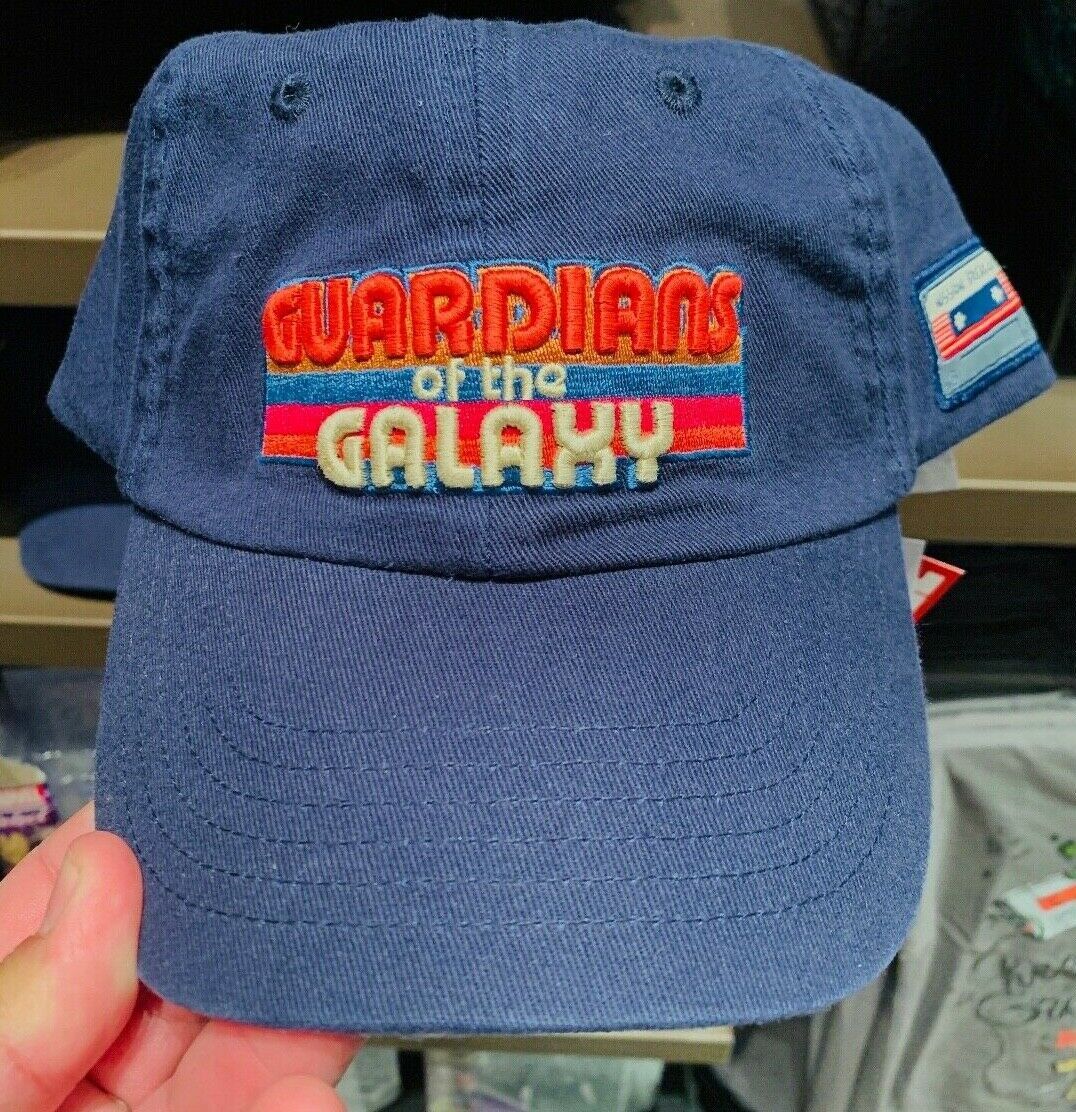 GUARDIANS
of the
GALAXY